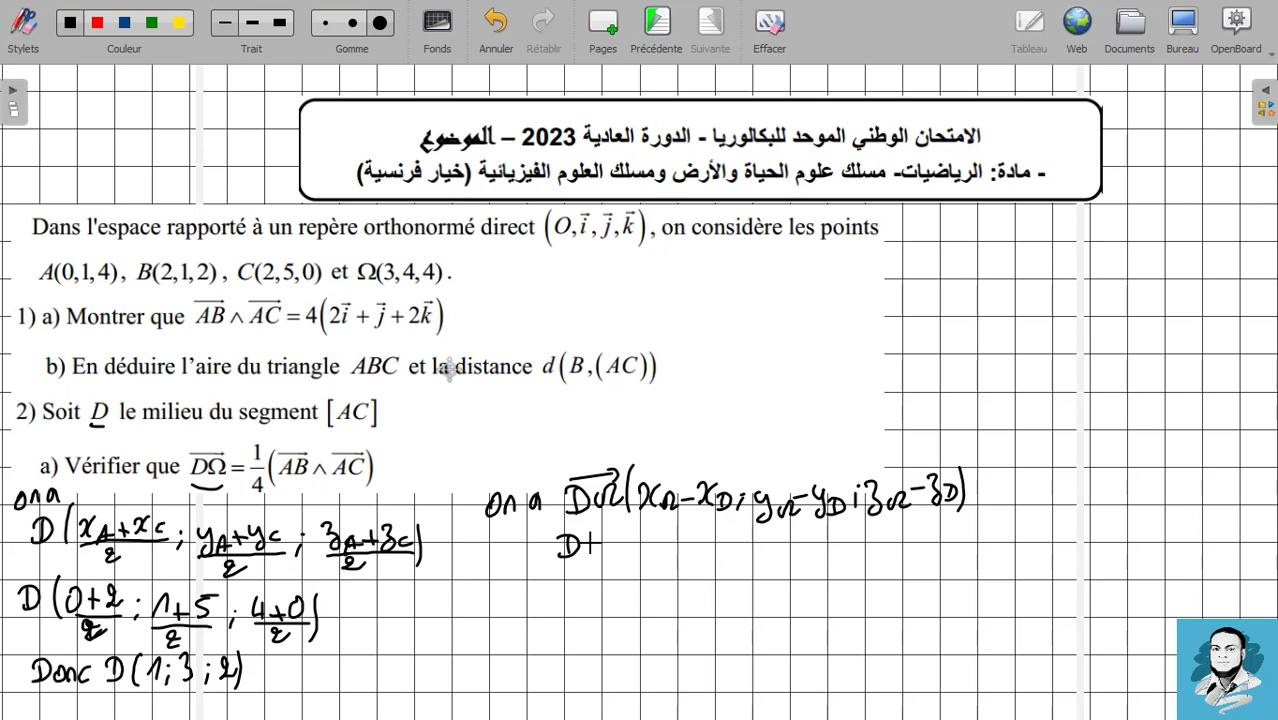 Stylets Couleur Trait Gomme Fonds Annuler Rétablir Pages Précédente Suivante Effacer Tableau Web Documents Bureau OpenBoard
الامتحان الوطني الموحد للبكالوريا - الدورة العادية 2023 – الموضوع
- مادة: الرياضيات- مسلك علوم الحياة والأرض ومسلك العلوم الفيزيائية (خيار فرنسية)
Dans l'espace rapporté à un repère orthonormé direct (O, i⃗, j⃗, k⃗), on considère les points
A(0,1,4), B(2,1,2), C(2,5,0) et Ω(3,4,4).
1) a) Montrer que AB⃗ ∧ AC⃗ = 4(2i⃗ + j⃗ + 2k⃗)
b) En déduire l’aire du triangle ABC et la distance d(B,(AC))
2) Soit D le milieu du segment [AC]
a) Vérifier que DΩ⃗ = 1/4 (AB⃗ ∧ AC⃗)
on a
D((xA+xC)/2 ; (yA+yC)/2 ; (zA+zC)/2)
D((0+2)/2 ; (1+5)/2 ; (4+0)/2)
Donc D(1 ; 3 ; 2)
on a DΩ⃗(xΩ-xD ; yΩ-yD ; zΩ-zD)
D+